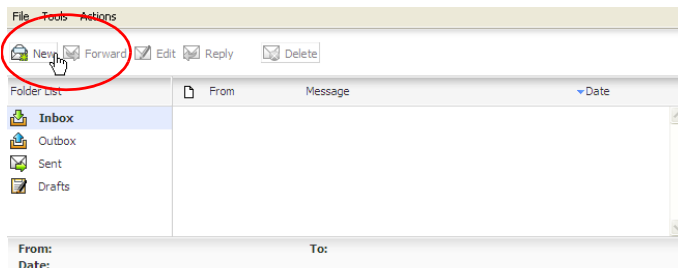 File Tools Actions
New Forward Edit Reply Delete
Folder List From Message Date
Inbox
Outbox
Sent
Drafts
From: To:
Date: